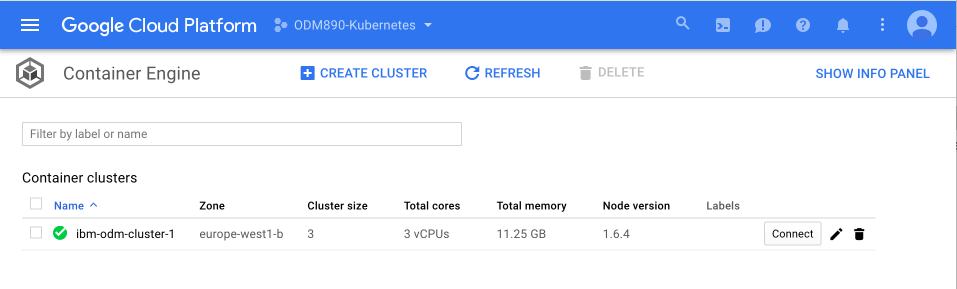 Google Cloud Platform ODM890-Kubernetes
Container Engine CREATE CLUSTER REFRESH DELETE SHOW INFO PANEL
Filter by label or name
Container clusters
Name Zone Cluster size Total cores Total memory Node version Labels
ibm-odm-cluster-1 europe-west1-b 3 3 vCPUs 11.25 GB 1.6.4 Connect